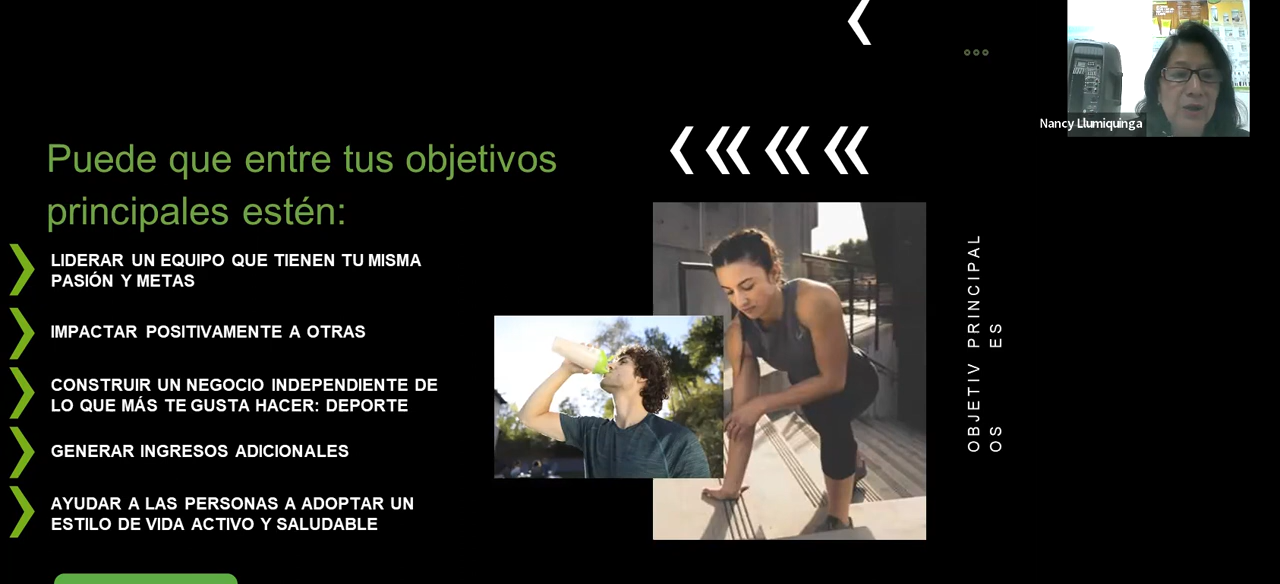 Nancy Llumiquinga
Puede que entre tus objetivos
principales estén:
LIDERAR UN EQUIPO QUE TIENEN TU MISMA
PASIÓN Y METAS
IMPACTAR POSITIVAMENTE A OTRAS
CONSTRUIR UN NEGOCIO INDEPENDIENTE DE
LO QUE MÁS TE GUSTA HACER: DEPORTE
GENERAR INGRESOS ADICIONALES
AYUDAR A LAS PERSONAS A ADOPTAR UN
ESTILO DE VIDA ACTIVO Y SALUDABLE
OBJETIV PRINCIPAL
OS ES